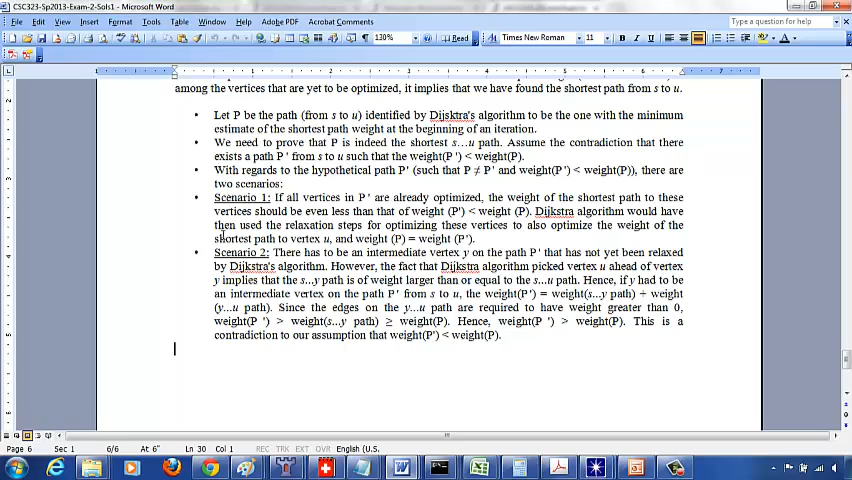 CSC323-Sp2013-Exam-2-Sols1 - Microsoft Word
File Edit View Insert Format Tools Table Window Help Adobe PDF Acrobat Comments
Type a question for help
130% Read Times New Roman 11 B I U
among the vertices that are yet to be optimized, it implies that we have found the shortest path from s to u.
• Let P be the path (from s to u) identified by Dijsktra's algorithm to be the one with the minimum
estimate of the shortest path weight at the beginning of an iteration.
• We need to prove that P is indeed the shortest s…u path. Assume the contradiction that there
exists a path P ' from s to u such that the weight(P ') < weight(P).
• With regards to the hypothetical path P' (such that P ≠ P' and weight(P') < weight(P)), there are
two scenarios:
• Scenario 1: If all vertices in P ' are already optimized, the weight of the shortest path to these
vertices should be even less than that of weight (P') < weight (P). Dijkstra algorithm would have
then used the relaxation steps for optimizing these vertices to also optimize the weight of the
shortest path to vertex u, and weight (P) = weight (P').
• Scenario 2: There has to be an intermediate vertex y on the path P' that has not yet been relaxed
by Dijkstra's algorithm. However, the fact that Dijkstra algorithm picked vertex u ahead of vertex
y implies that the s...y path is of weight larger than or equal to the s...u path. Hence, if y had to be
an intermediate vertex on the path P' from s to u, the weight(P') = weight(s...y path) + weight
(y...u path). Since the edges on the y...u path are required to have weight greater than 0,
weight(P ') > weight(s...y path) ≥ weight(P). Hence, weight(P ') > weight(P). This is a
contradiction to our assumption that weight(P') < weight(P).
Page 6 Sec 1 6/6 At 6" Ln 30 Col 1 REC TRK EXT OVR English (U.S.